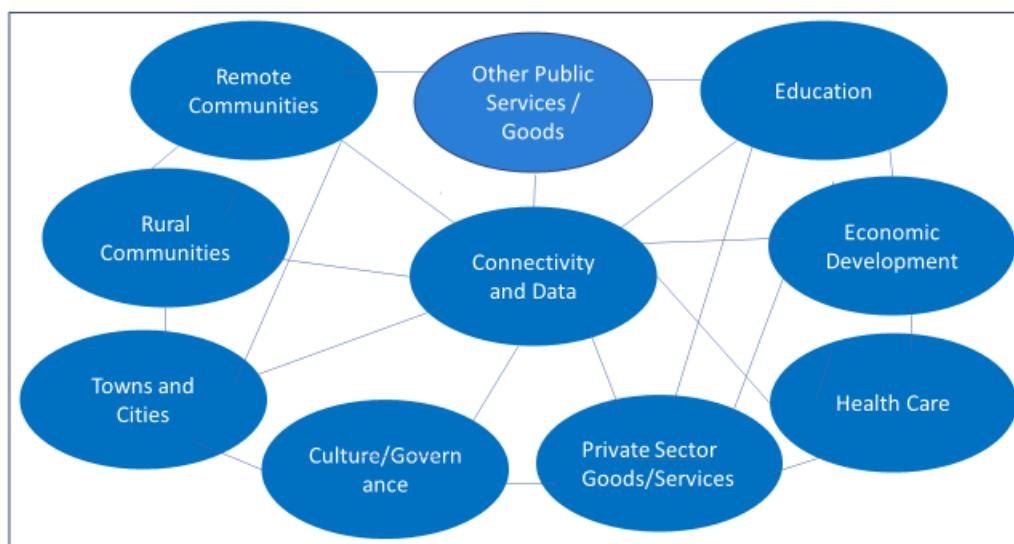 Remote
Communities
Other Public
Services /
Goods
Education
Rural
Communities
Connectivity
and Data
Economic
Development
Towns and
Cities
Health Care
Culture/Govern
ance
Private Sector
Goods/Services